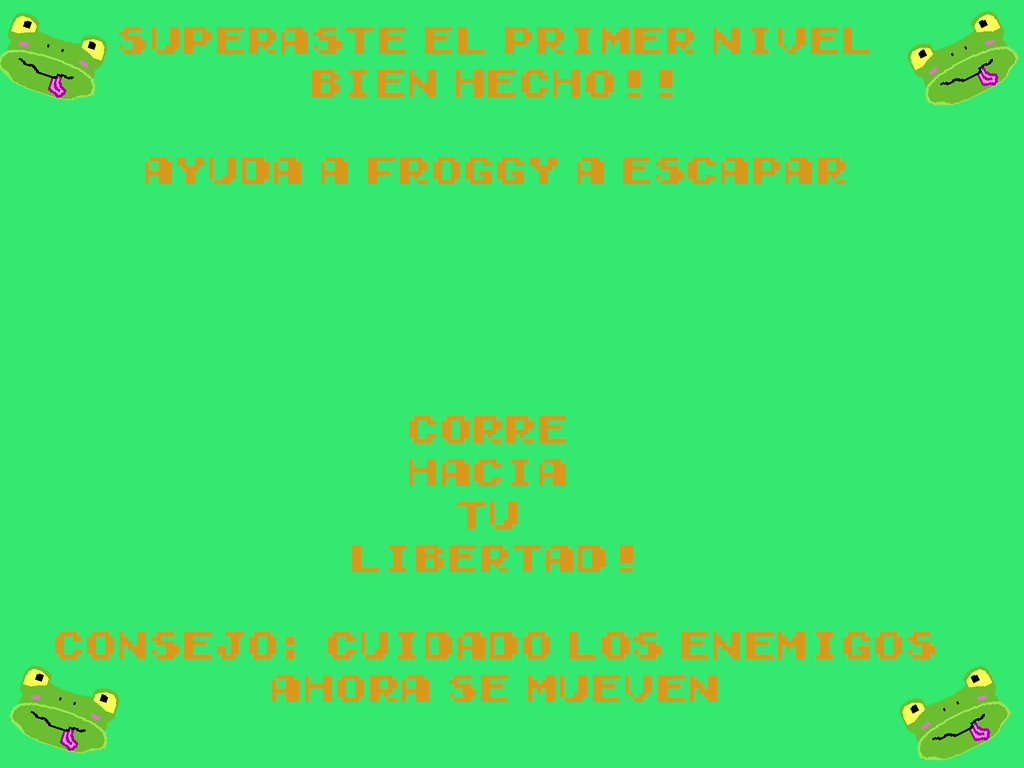 SUPERASTE EL PRIMER NIVEL
BIEN HECHO!!
AYUDA A FROGGY A ESCAPAR
CORRE
HACIA
TU
LIBERTAD!
CONSEJO: CUIDADO LOS ENEMIGOS
AHORA SE MUEVEN